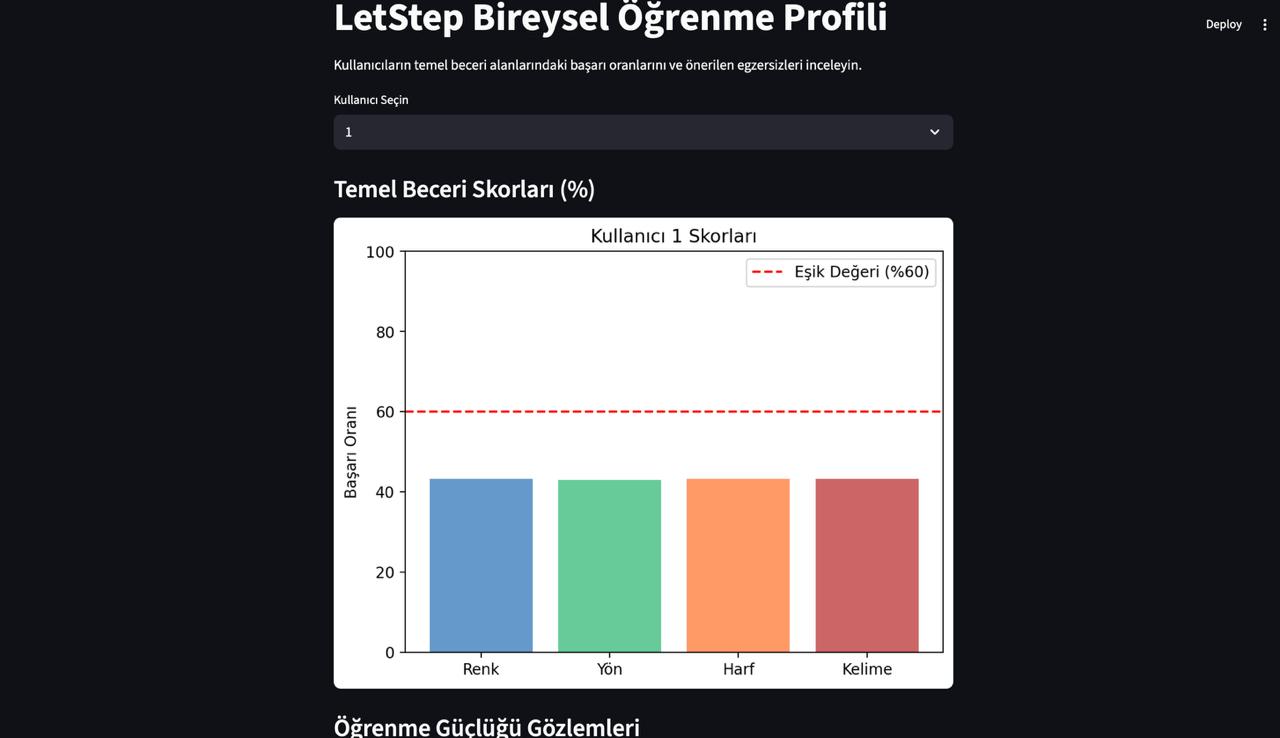 LetStep Bireysel Öğrenme Profili
Deploy
Kullanıcıların temel beceri alanlarındaki başarı oranlarını ve önerilen egzersizleri inceleyin.
Kullanıcı Seçin
1
Temel Beceri Skorları (%)
Kullanıcı 1 Skorları
Eşik Değeri (%60)
100
80
60
40
20
0
Başarı Oranı
Renk
Yön
Harf
Kelime
Öğrenme Güçlüğü Gözlemleri